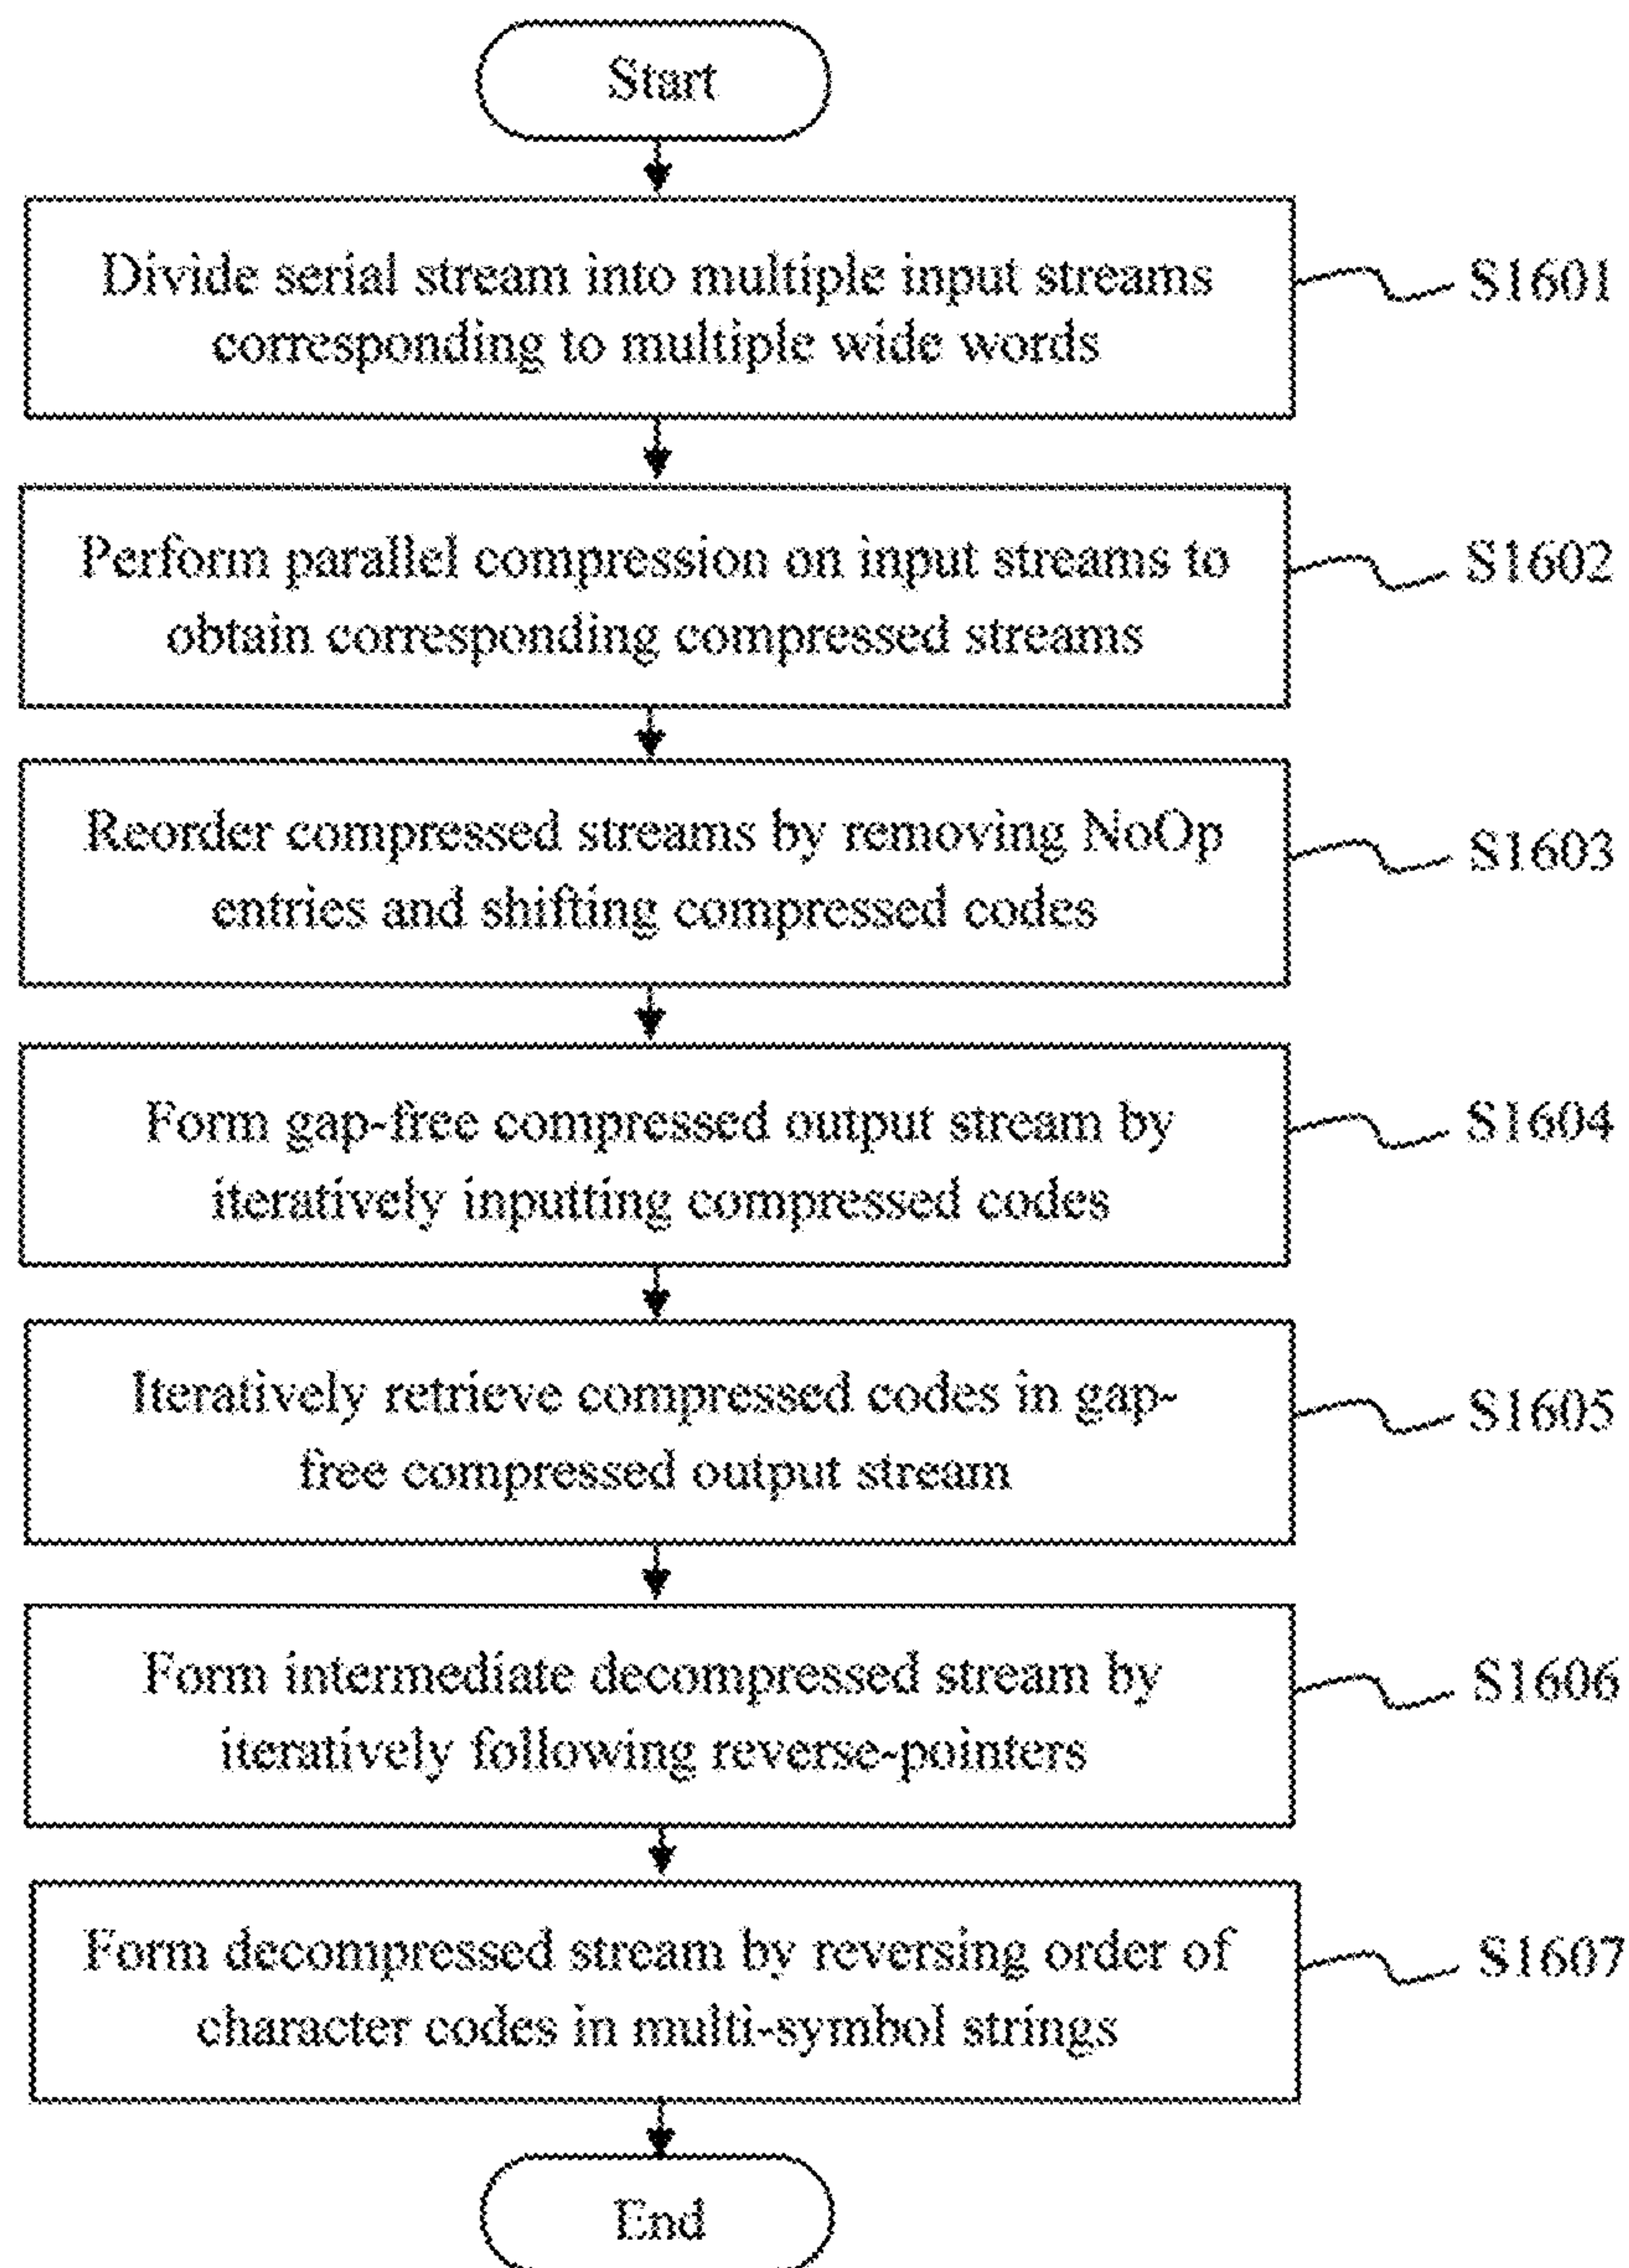 Start
Divide serial stream into multiple input streams
corresponding to multiple wide words
S1601
Perform parallel compression on input streams to
obtain corresponding compressed streams
S1602
Reorder compressed streams by removing NoOp
entries and shifting compressed codes
S1603
Form gap-free compressed output stream by
iteratively inputting compressed codes
S1604
Iteratively retrieve compressed codes in gap-
free compressed output stream
S1605
Form intermediate decompressed stream by
iteratively following reverse-pointers
S1606
Form decompressed stream by reversing order of
character codes in multi-symbol strings
S1607
End